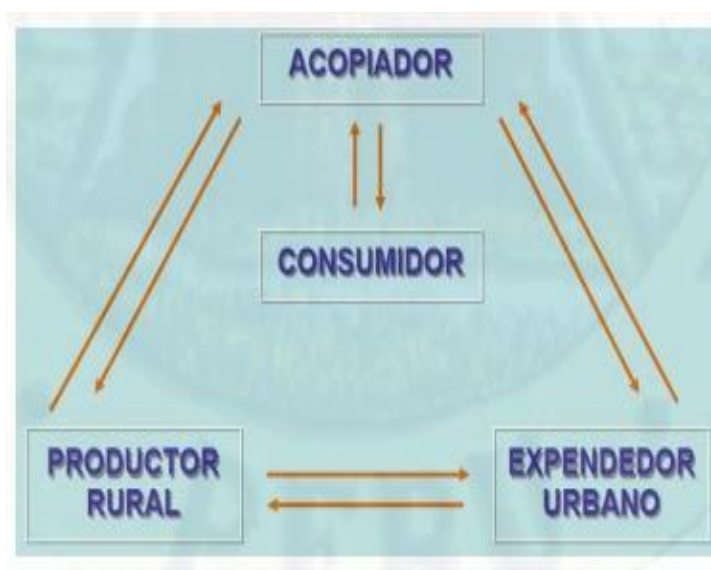 ACOPIADOR
CONSUMIDOR
PRODUCTOR
RURAL
EXPENDEDOR
URBANO